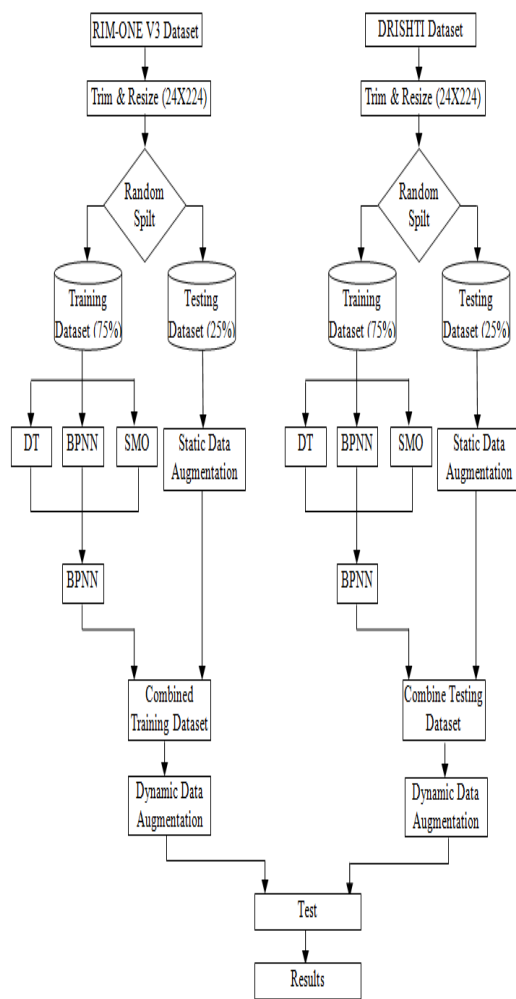 RIM-ONE V3 Dataset
DRISHTI Dataset
Trim & Resize (24X224)
Trim & Resize (24X224)
Random
Spilt
Random
Spilt
Training
Dataset (75%)
Testing
Dataset (25%)
Training
Dataset (75%)
Testing
Dataset (25%)
DT
BPNN
SMO
Static Data
Augmentation
DT
BPNN
SMO
Static Data
Augmentation
BPNN
BPNN
Combined
Training Dataset
Combine Testing
Dataset
Dynamic Data
Augmentation
Dynamic Data
Augmentation
Test
Results